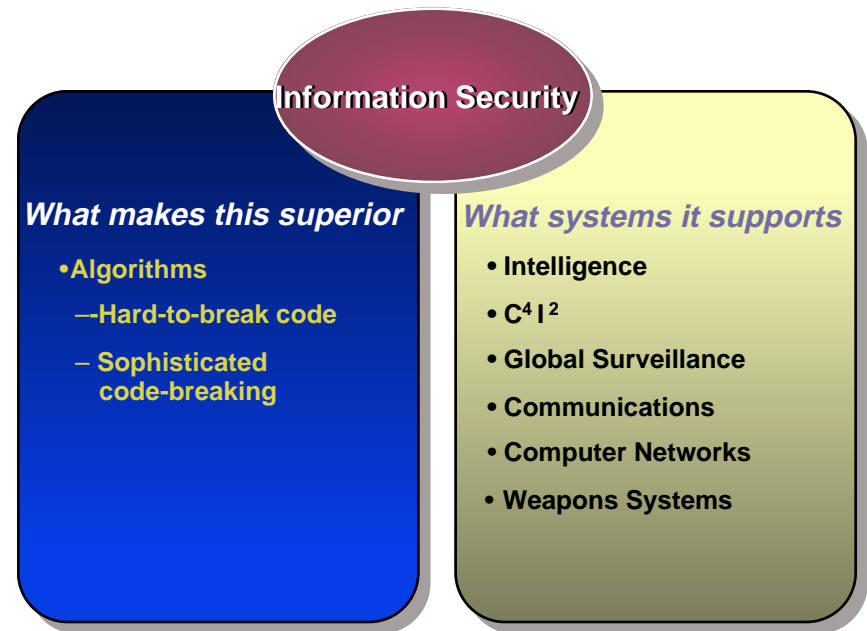 Information Security
What makes this superior
•Algorithms
–-Hard-to-break code
– Sophisticated
code-breaking
What systems it supports
• Intelligence
• C⁴ I ²
• Global Surveillance
• Communications
• Computer Networks
• Weapons Systems